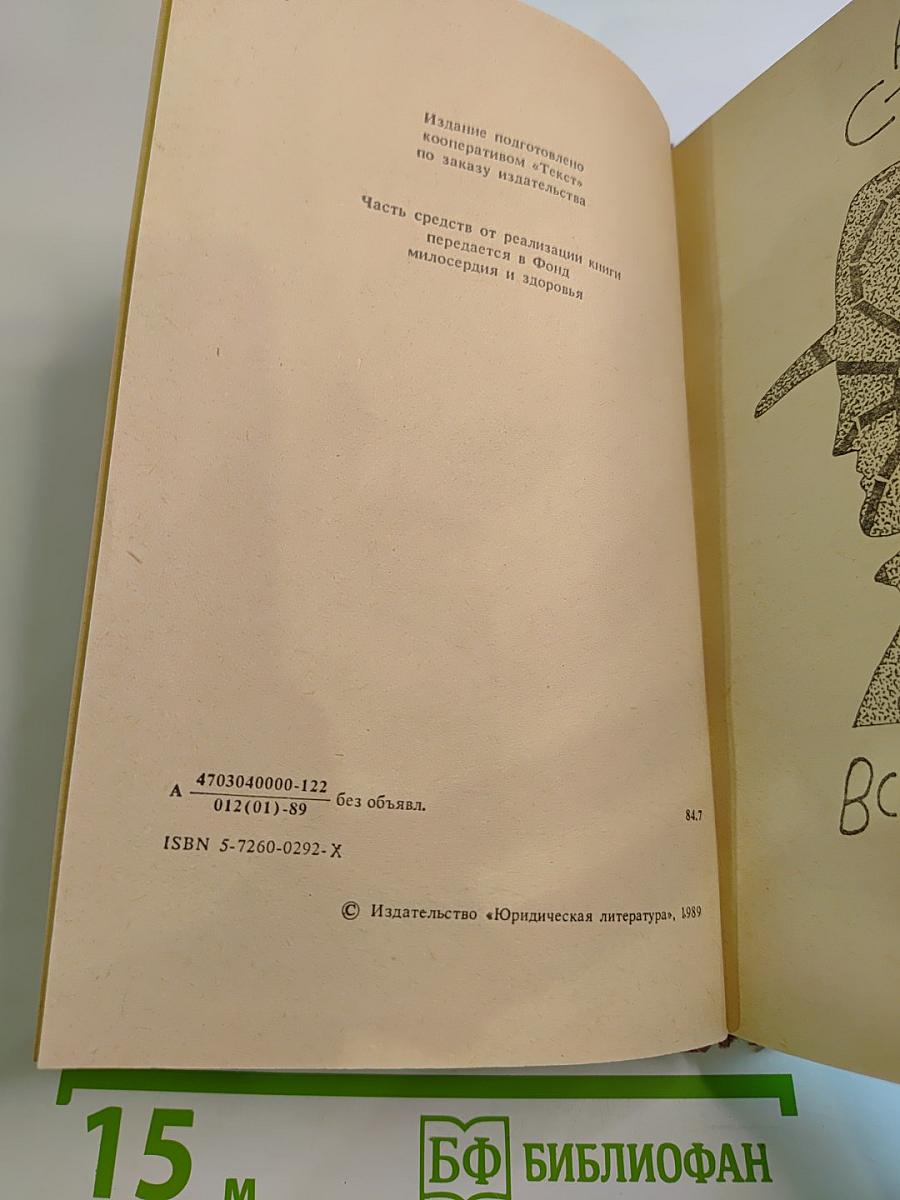 Издание подготовлено
кооперативом «Текст»
по заказу издательства
Часть средств от реализации книги
передается в Фонд
милосердия и здоровья
А 4703040000-122
012(01)-89
без объявл.
84.7
ISBN 5-7260-0292-X
© Издательство «Юридическая литература», 1989
15 м
БФ БИБЛИОФАН